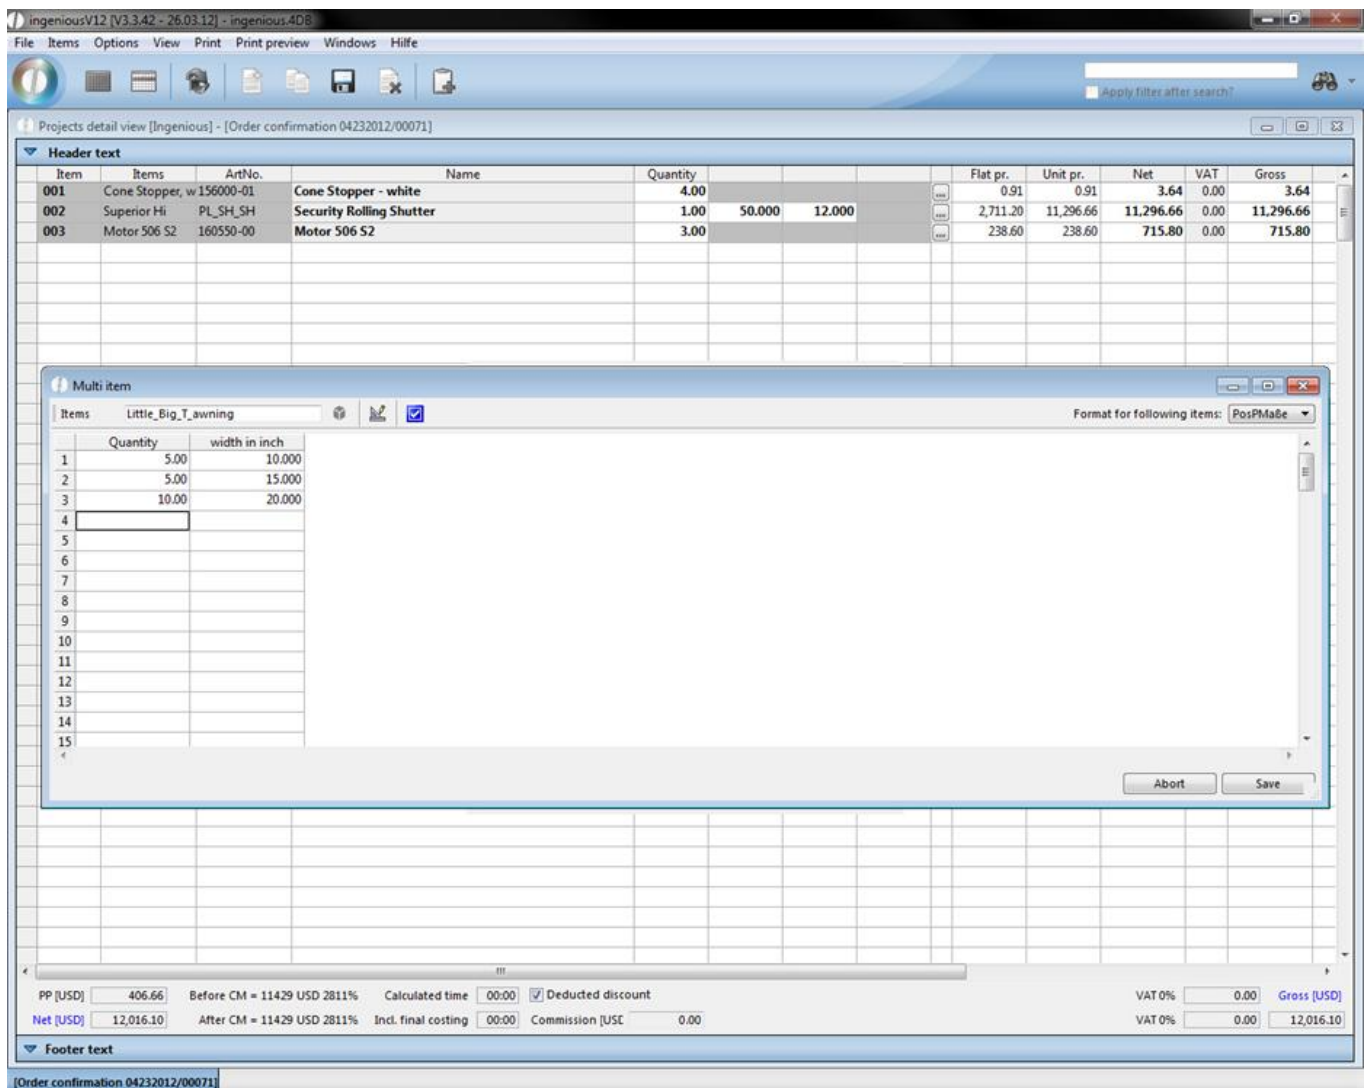 ingeniousV12 [V3.3.42 - 26.03.12] - ingenious.4DB
File Items Options View Print Print preview Windows Hilfe
Apply filter after search?
Projects detail view [Ingenious] - [Order confirmation 04232012/00071]
Header text
Item Items ArtNo. Name Quantity Flat pr. Unit pr. Net VAT Gross
001 Cone Stopper, w 156000-01 Cone Stopper - white 4.00 ... 0.91 0.91 3.64 0.00 3.64
002 Superior Hi PL_SH_SH Security Rolling Shutter 1.00 50.000 12.000 ... 2,711.20 11,296.66 11,296.66 0.00 11,296.66
003 Motor 506 S2 160550-00 Motor 506 S2 3.00 ... 238.60 238.60 715.80 0.00 715.80
Multi item
Items Little_Big_T_awning Format for following items: PosPMaße
Quantity width in inch
1 5.00 10.000
2 5.00 15.000
3 10.00 20.000
4
5
6
7
8
9
10
11
12
13
14
15
Abort Save
PP [USD] 406.66 Before CM = 11429 USD 2811% Calculated time 00:00 Deducted discount VAT 0% 0.00 Gross [USD]
Net [USD] 12,016.10 After CM = 11429 USD 2811% Incl. final costing 00:00 Commission [USD 0.00 VAT 0% 0.00 12,016.10
Footer text
[Order confirmation 04232012/00071]